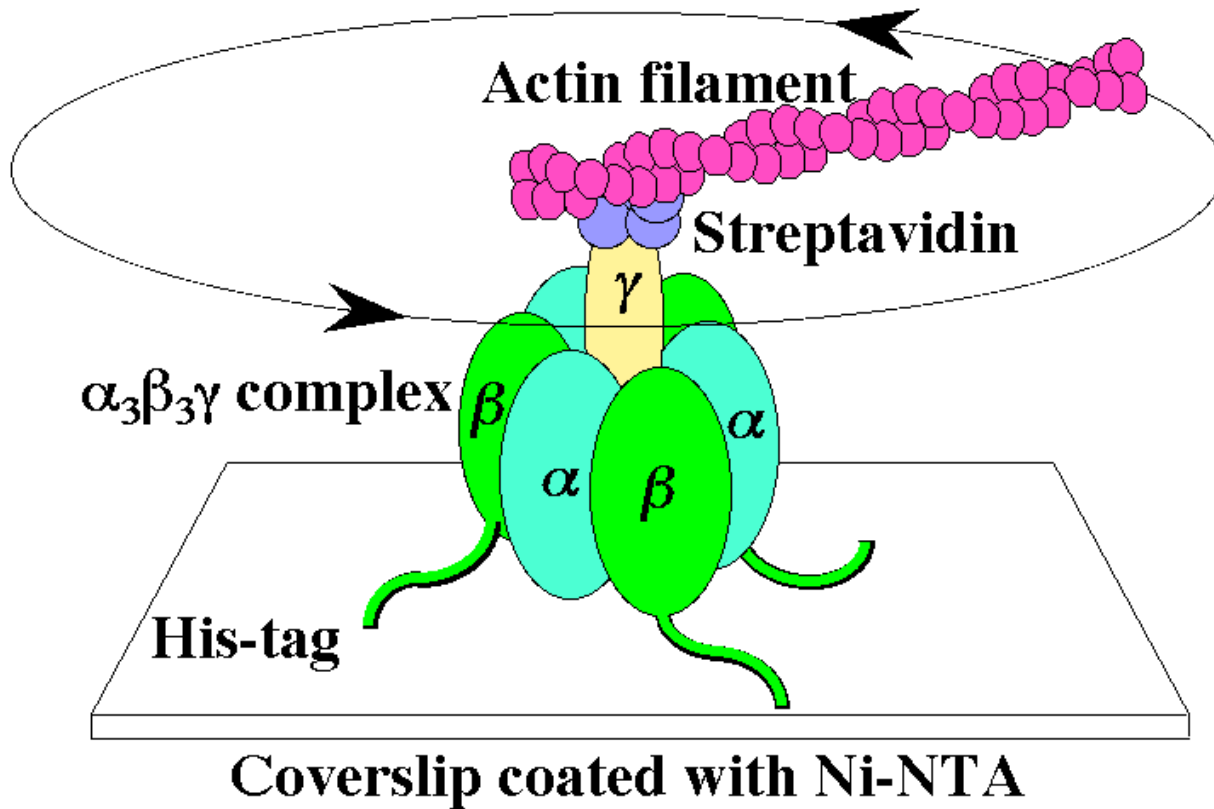 Actin filament
Streptavidin
γ
α₃β₃γ complex
β
α
α
β
His-tag
Coverslip coated with Ni-NTA